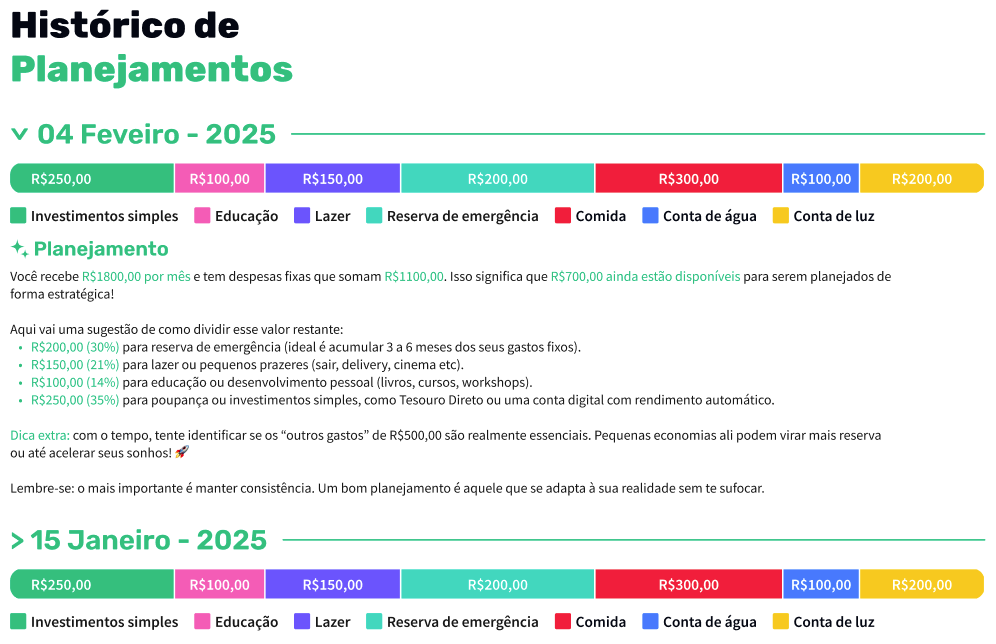 Histórico de
Planejamentos
04 Feveiro - 2025
R$250,00 R$100,00 R$150,00 R$200,00 R$300,00 R$100,00 R$200,00
Investimentos simples Educação Lazer Reserva de emergência Comida Conta de água Conta de luz
Planejamento
Você recebe R$1800,00 por mês e tem despesas fixas que somam R$1100,00. Isso significa que R$700,00 ainda estão disponíveis para serem planejados de
forma estratégica!
Aqui vai uma sugestão de como dividir esse valor restante:
• R$200,00 (30%) para reserva de emergência (ideal é acumular 3 a 6 meses dos seus gastos fixos).
• R$150,00 (21%) para lazer ou pequenos prazeres (sair, delivery, cinema etc).
• R$100,00 (14%) para educação ou desenvolvimento pessoal (livros, cursos, workshops).
• R$250,00 (35%) para poupança ou investimentos simples, como Tesouro Direto ou uma conta digital com rendimento automático.
Dica extra: com o tempo, tente identificar se os “outros gastos” de R$500,00 são realmente essenciais. Pequenas economias ali podem virar mais reserva
ou até acelerar seus sonhos! 🚀
Lembre-se: o mais importante é manter consistência. Um bom planejamento é aquele que se adapta à sua realidade sem te sufocar.
> 15 Janeiro - 2025
R$250,00 R$100,00 R$150,00 R$200,00 R$300,00 R$100,00 R$200,00
Investimentos simples Educação Lazer Reserva de emergência Comida Conta de água Conta de luz